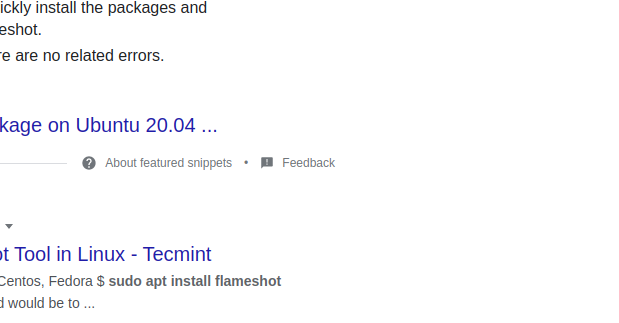 ickly install the packages and
eshot.
re are no related errors.
kage on Ubuntu 20.04 ...
About featured snippets • Feedback
ot Tool in Linux - Tecmint
Centos, Fedora $ sudo apt install flameshot
d would be to ...